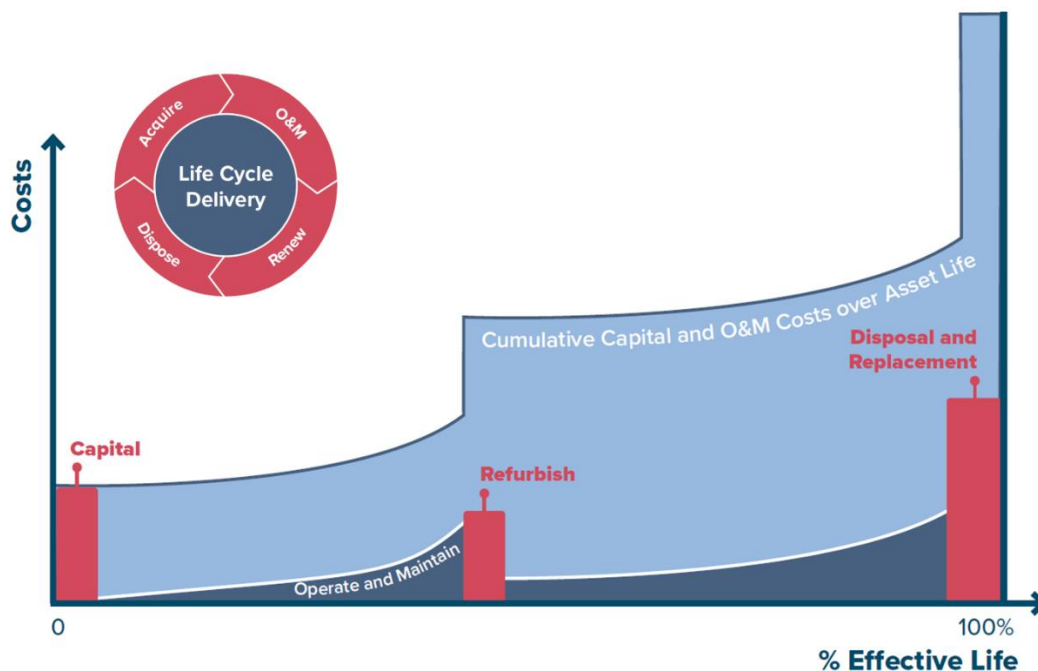 Costs
Acquire
O&M
Renew
Dispose
Life Cycle
Delivery
Cumulative Capital and O&M Costs over Asset Life
Disposal and
Replacement
Capital
Refurbish
Operate and Maintain
0
100%
% Effective Life